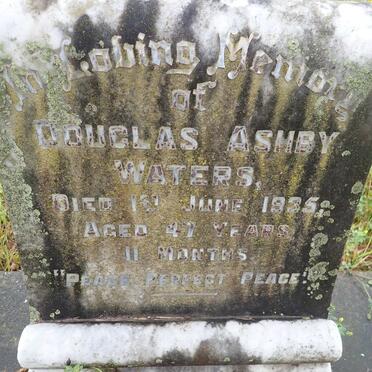 In Loving Memory
of
DOUGLAS ASHBY
WATERS,
DIED 1ST JUNE 1935,
AGED 47 YEARS
11 MONTHS
"PEACE, PERFECT PEACE".